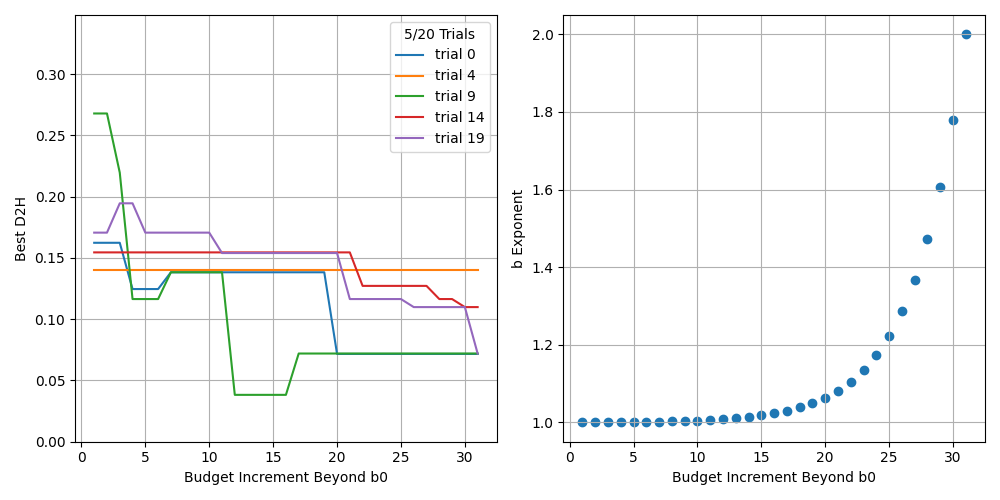 5/20 Trials
trial 0
trial 4
trial 9
trial 14
trial 19
0.30
0.25
0.20
0.15
0.10
0.05
0.00
Best D2H
0 5 10 15 20 25 30
Budget Increment Beyond b0
2.0
1.8
1.6
1.4
1.2
1.0
b Exponent
0 5 10 15 20 25 30
Budget Increment Beyond b0